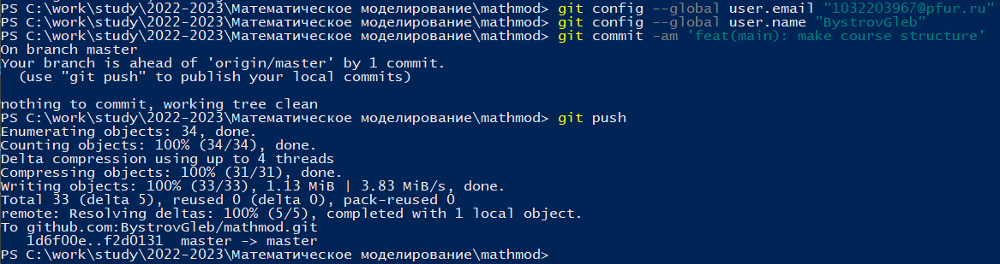 PS C:\work\study\2022-2023\Математическое моделирование\mathmod> git config --global user.email "1032203967@pfur.ru"
PS C:\work\study\2022-2023\Математическое моделирование\mathmod> git config --global user.name "BystrovGleb"
PS C:\work\study\2022-2023\Математическое моделирование\mathmod> git commit -am 'feat(main): make course structure'
On branch master
Your branch is ahead of 'origin/master' by 1 commit.
  (use "git push" to publish your local commits)

nothing to commit, working tree clean
PS C:\work\study\2022-2023\Математическое моделирование\mathmod> git push
Enumerating objects: 34, done.
Counting objects: 100% (34/34), done.
Delta compression using up to 4 threads
Compressing objects: 100% (31/31), done.
Writing objects: 100% (33/33), 1.13 MiB | 3.83 MiB/s, done.
Total 33 (delta 5), reused 0 (delta 0), pack-reused 0
remote: Resolving deltas: 100% (5/5), completed with 1 local object.
To github.com:BystrovGleb/mathmod.git
   1d6f00e..f2d0131  master -> master
PS C:\work\study\2022-2023\Математическое моделирование\mathmod>